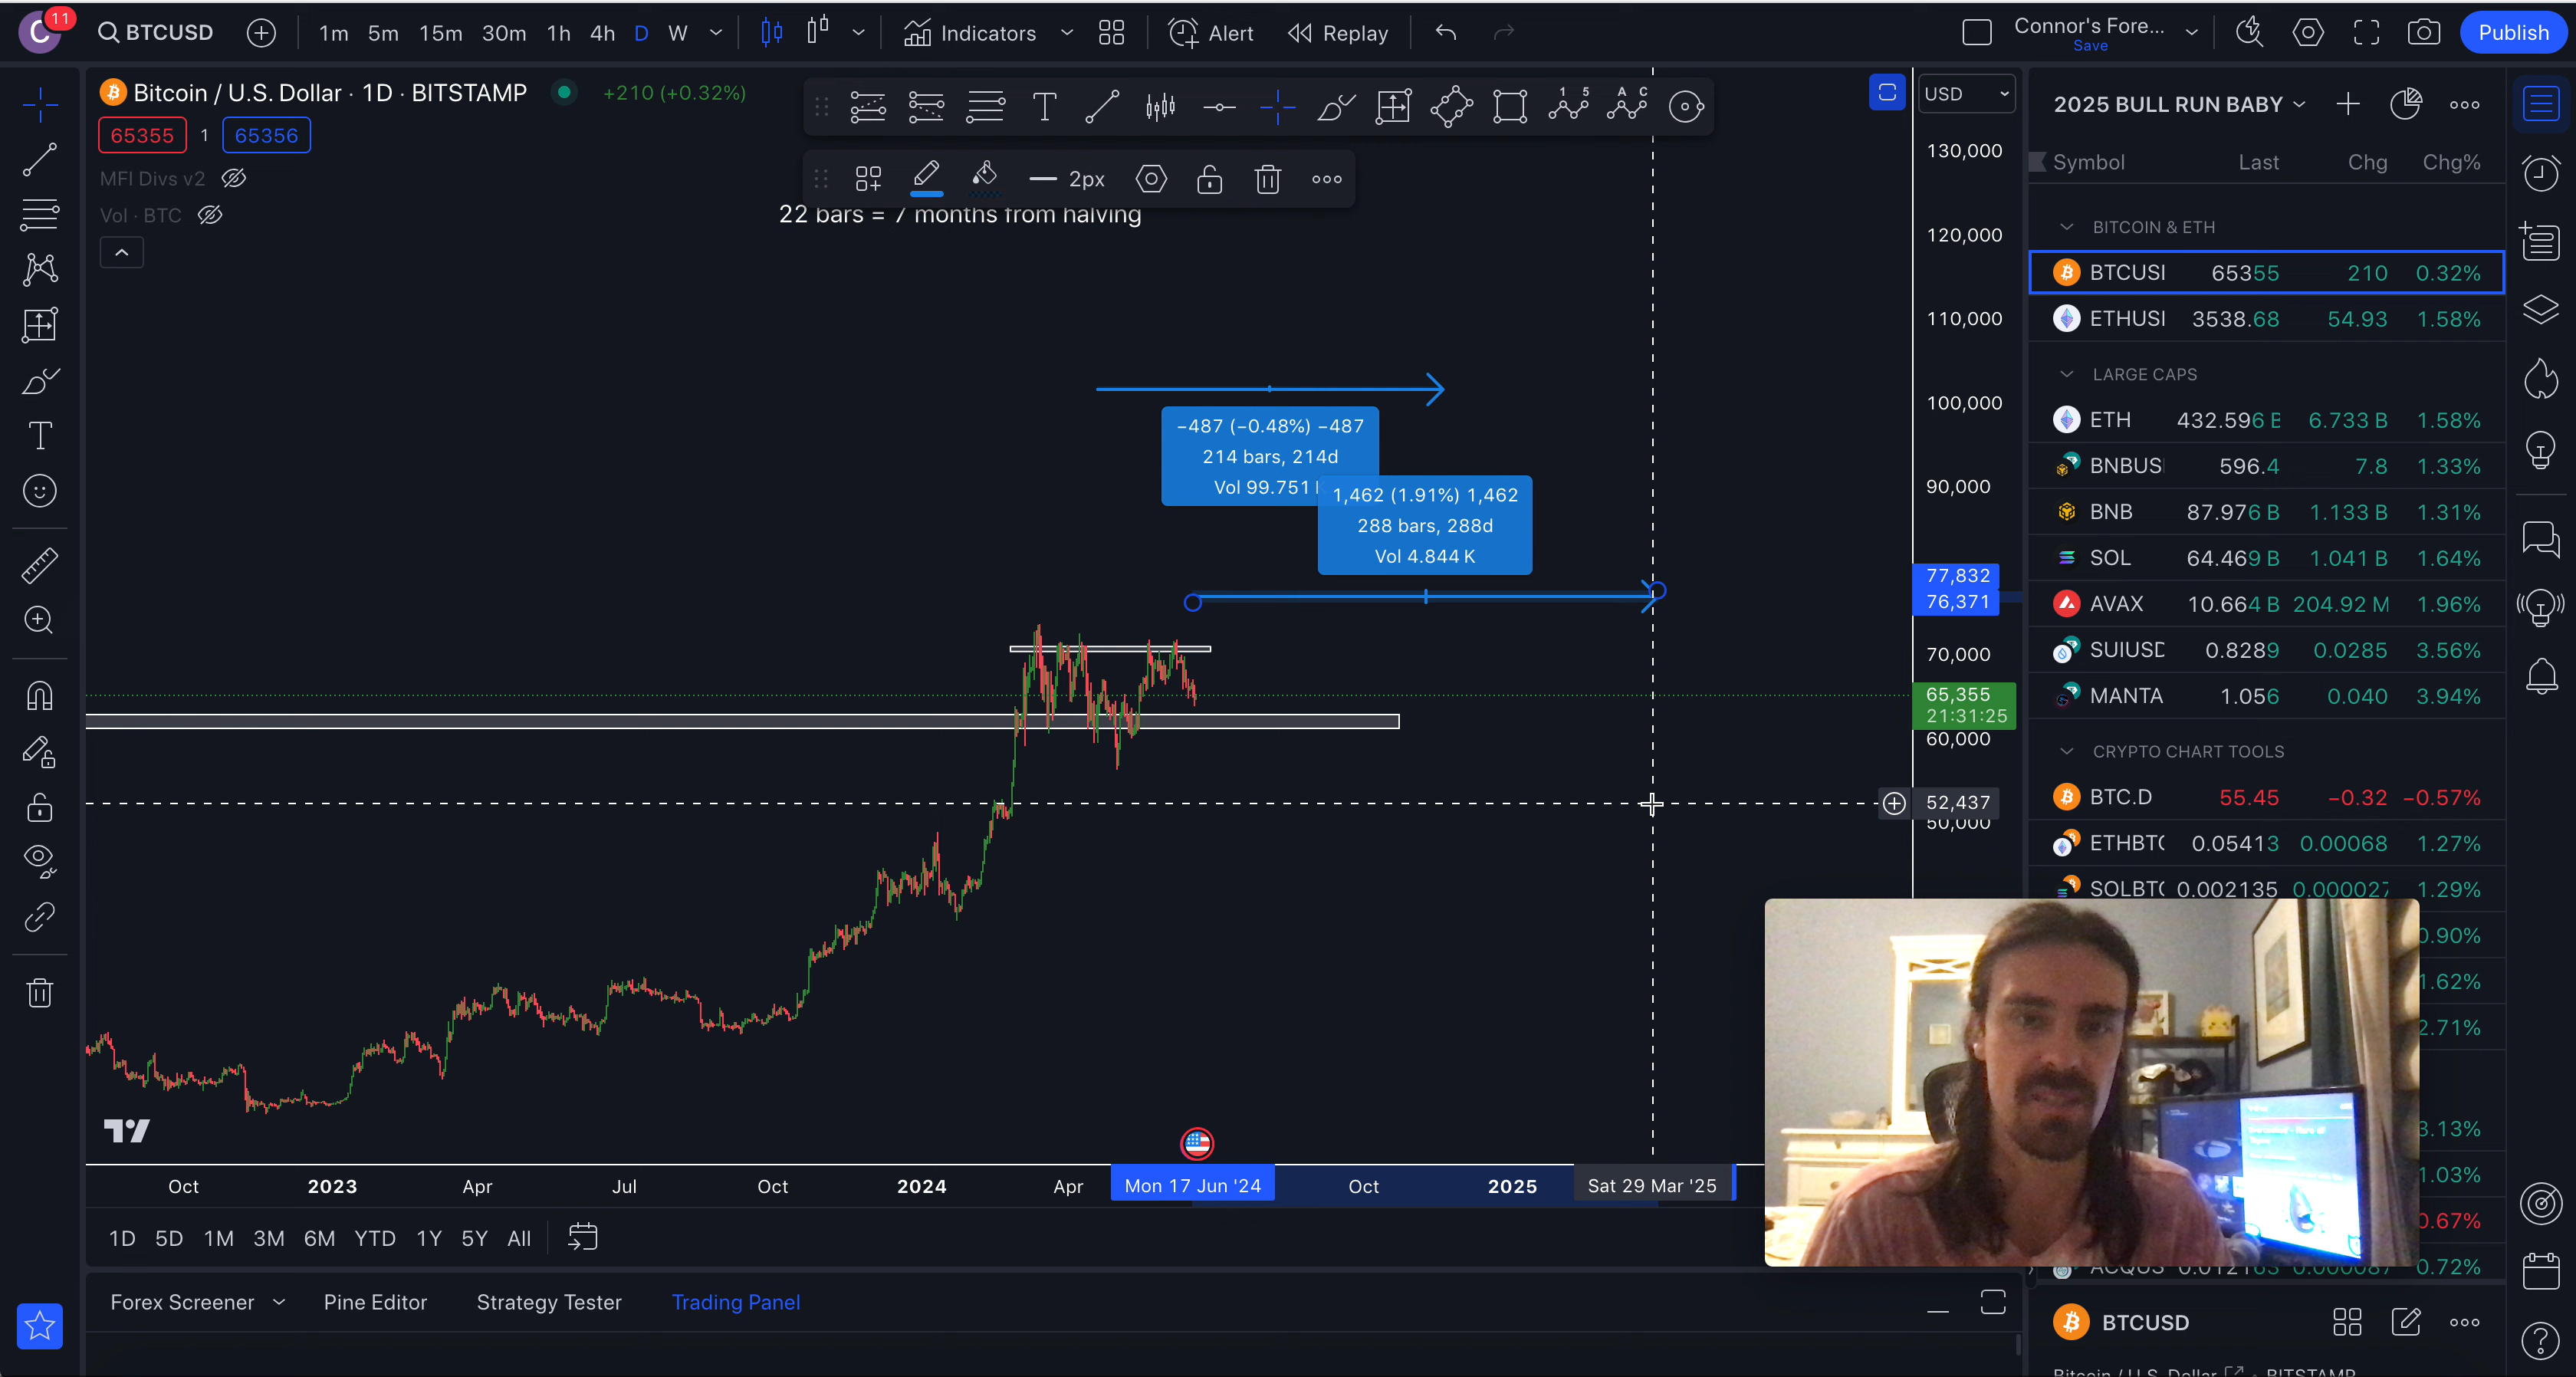 C 11 BTCUSD 1m 5m 15m 30m 1h 4h D W Indicators Alert Replay Connor's Fore... Save Publish
Bitcoin / U.S. Dollar · 1D · BITSTAMP +210 (+0.32%)
65355 1 65356
MFI Divs v2
Vol · BTC
1 5 A C
2px
22 bars = 7 months from halving
−487 (−0.48%) −487
214 bars, 214d
Vol 99.751
1,462 (1.91%) 1,462
288 bars, 288d
Vol 4.844 K
USD
130,000
120,000
110,000
100,000
90,000
77,832
76,371
70,000
65,355
21:31:25
60,000
52,437
50,000
Oct 2023 Apr Jul Oct 2024 Apr Mon 17 Jun '24 Oct 2025 Sat 29 Mar '25
1D 5D 1M 3M 6M YTD 1Y 5Y All
Forex Screener Pine Editor Strategy Tester Trading Panel
2025 BULL RUN BABY
Symbol Last Chg Chg%
BITCOIN & ETH
BTCUSI 65355 210 0.32%
ETHUSI 3538.68 54.93 1.58%
LARGE CAPS
ETH 432.596 B 6.733 B 1.58%
BNBUS 596.4 7.8 1.33%
BNB 87.976 B 1.133 B 1.31%
SOL 64.469 B 1.041 B 1.64%
AVAX 10.664 B 204.92 M 1.96%
SUIUSD 0.8289 0.0285 3.56%
MANTA 1.056 0.040 3.94%
CRYPTO CHART TOOLS
BTC.D 55.45 −0.32 −0.57%
ETHBTC 0.05413 0.00068 1.27%
SOLBTC 0.002135 0.000027 1.29%
0.90%
1.62%
2.71%
3.13%
1.03%
0.67%
0.72%
BTCUSD
Bitcoin / U.S. Dollar BITSTAMP